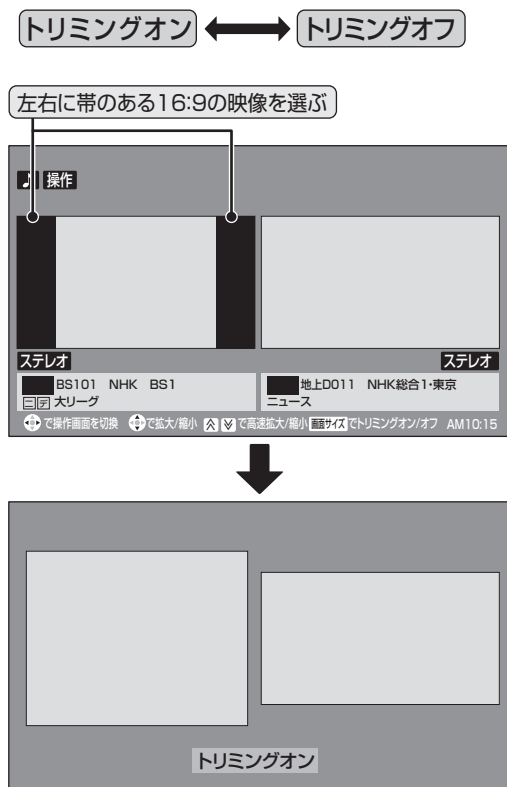 トリミングオン トリミングオフ
左右に帯のある16:9の映像を選ぶ
♪ 操作
ステレオ ステレオ
BS101 NHK BS1 地上D011 NHK総合1・東京
二デ 大リーグ ニュース
で操作画面を切換 で拡大/縮小 で高速拡大/縮小 画面サイズ でトリミングオン/オフ AM10:15
トリミングオン